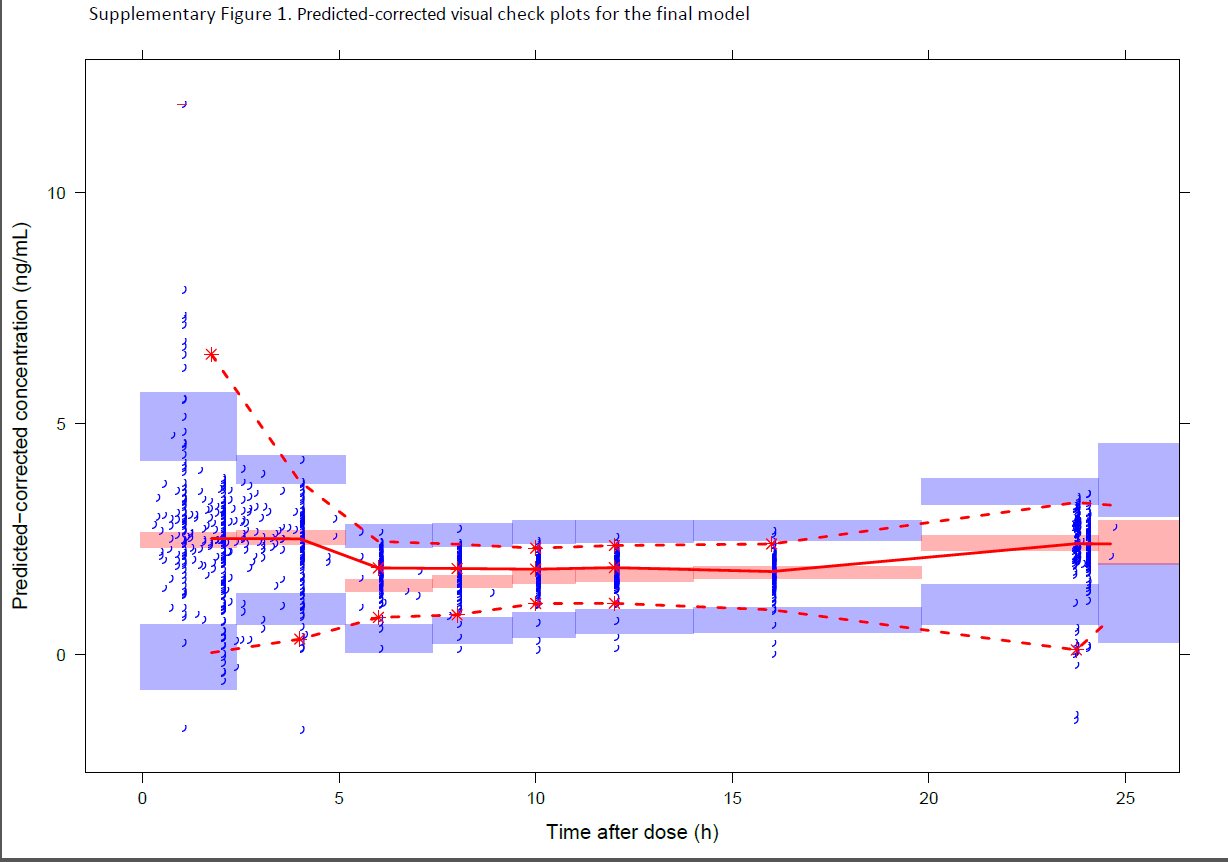 Supplementary Figure 1. Predicted-corrected visual check plots for the final model
10
5
0
Predicted−corrected concentration (ng/mL)
0 5 10 15 20 25
Time after dose (h)